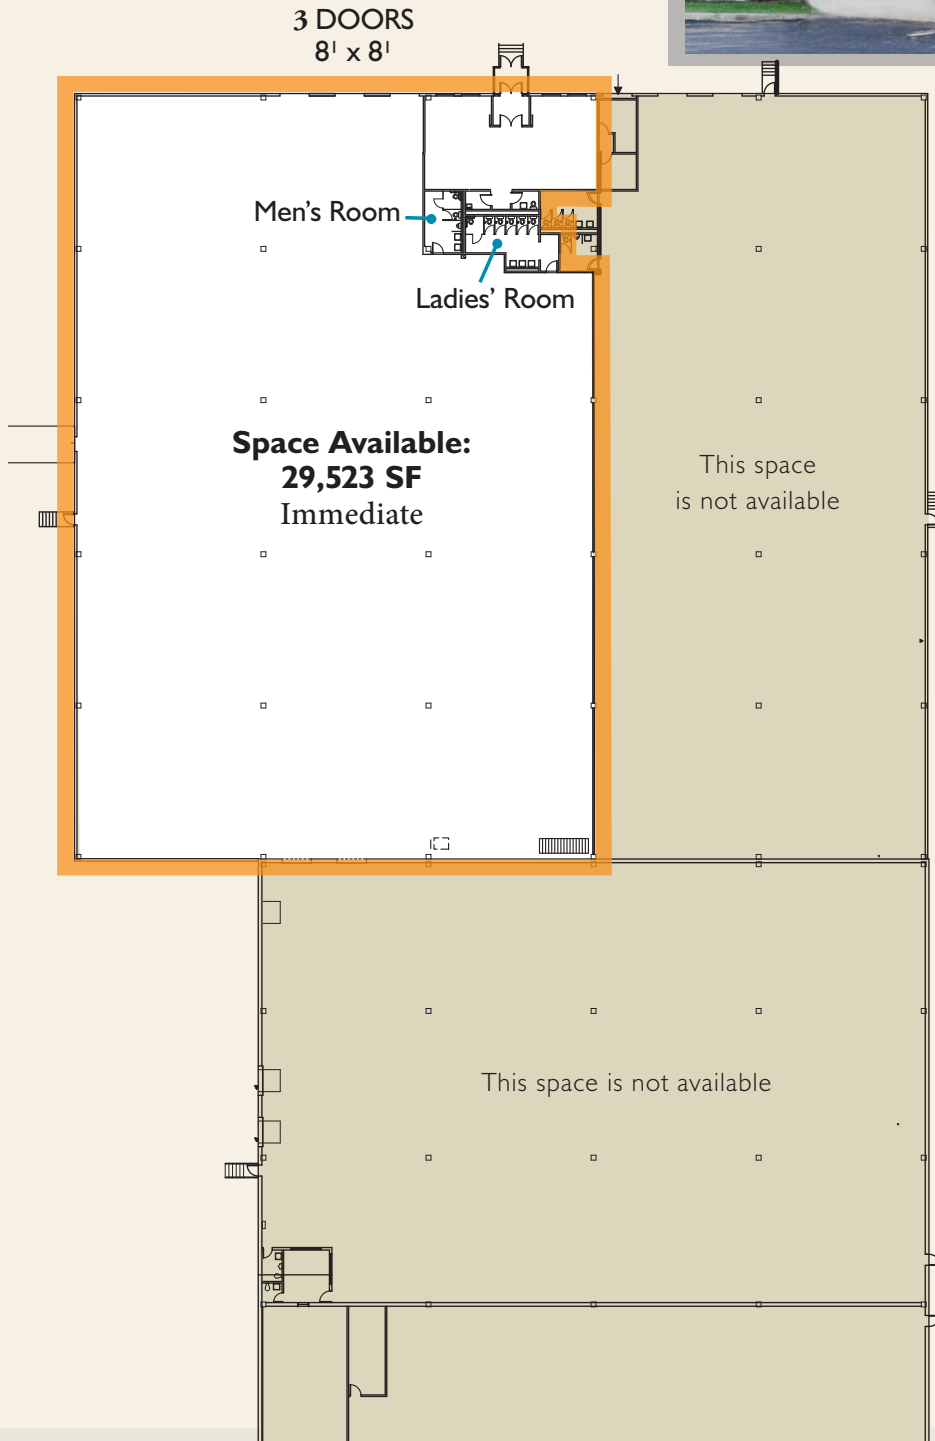 3 DOORS
8' x 8'
Men's Room
Ladies' Room
Space Available:
29,523 SF
Immediate
This space
is not available
This space is not available